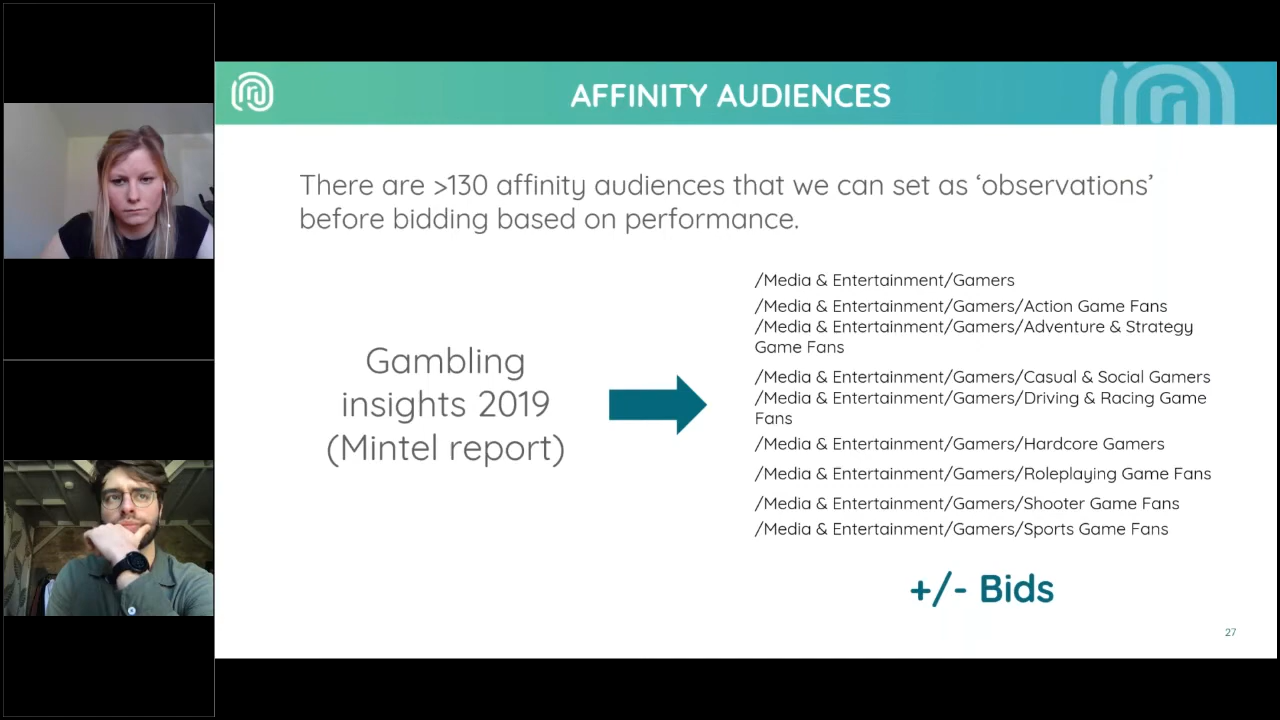 AFFINITY AUDIENCES
There are >130 affinity audiences that we can set as ‘observations’
before bidding based on performance.
Gambling
insights 2019
(Mintel report)
/Media & Entertainment/Gamers
/Media & Entertainment/Gamers/Action Game Fans
/Media & Entertainment/Gamers/Adventure & Strategy
Game Fans
/Media & Entertainment/Gamers/Casual & Social Gamers
/Media & Entertainment/Gamers/Driving & Racing Game
Fans
/Media & Entertainment/Gamers/Hardcore Gamers
/Media & Entertainment/Gamers/Roleplaying Game Fans
/Media & Entertainment/Gamers/Shooter Game Fans
/Media & Entertainment/Gamers/Sports Game Fans
+/- Bids
27